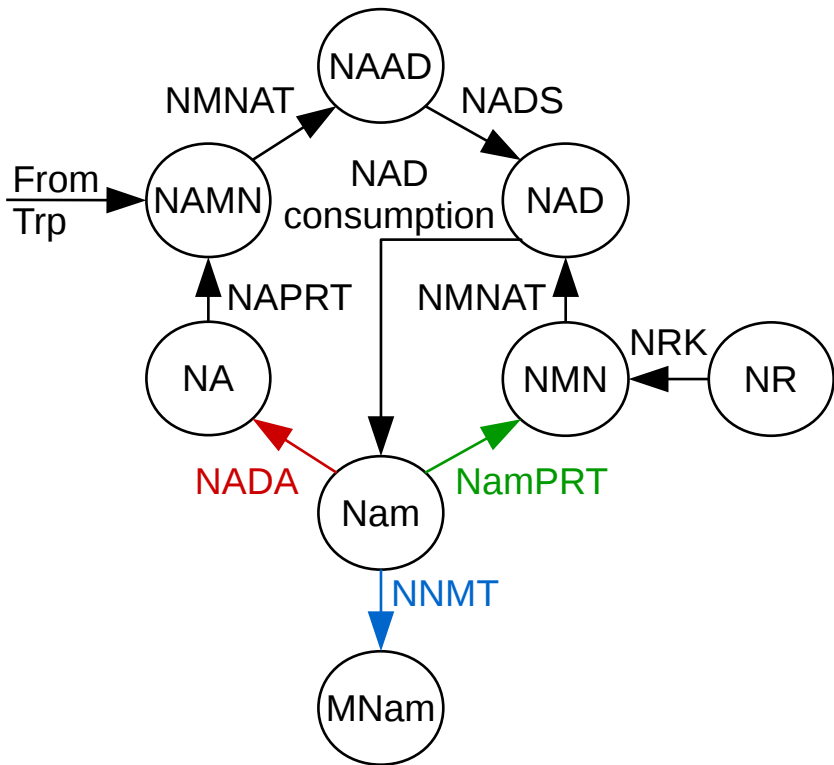 NAAD
NMNAT
NADS
From
Trp
NAMN
NAD
consumption
NAD
NAPRT
NMNAT
NRK
NA
NMN
NR
NADA
NamPRT
Nam
NNMT
MNam